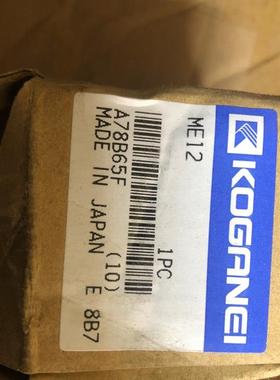 KOGANEI
ME12
1PC
A78B65F (10)
MADE IN JAPAN E 8B7